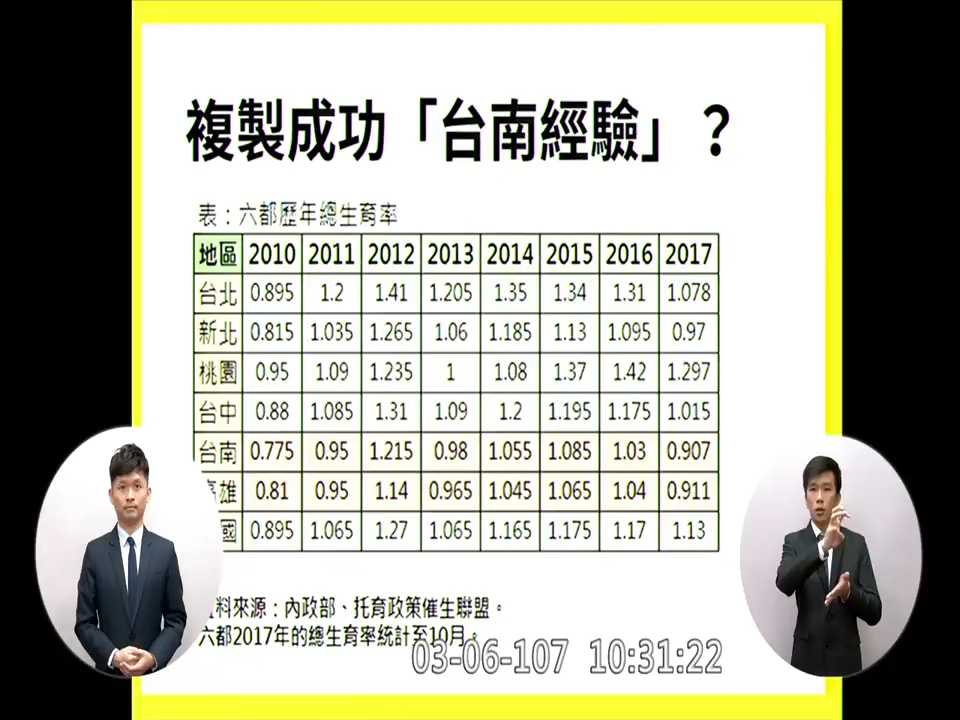 複製成功「台南經驗」？
表：六都歷年總生育率
地區 2010 2011 2012 2013 2014 2015 2016 2017
台北 0.895 1.2 1.41 1.205 1.35 1.34 1.31 1.078
新北 0.815 1.035 1.265 1.06 1.185 1.13 1.095 0.97
桃園 0.95 1.09 1.235 1 1.08 1.37 1.42 1.297
台中 0.88 1.085 1.31 1.09 1.2 1.195 1.175 1.015
台南 0.775 0.95 1.215 0.98 1.055 1.085 1.03 0.907
高雄 0.81 0.95 1.14 0.965 1.045 1.065 1.04 0.911
國 0.895 1.065 1.27 1.065 1.165 1.175 1.17 1.13
料來源：內政部、托育政策催生聯盟。
六都2017年的總生育率統計至10月。
03-06-107 10:31:22